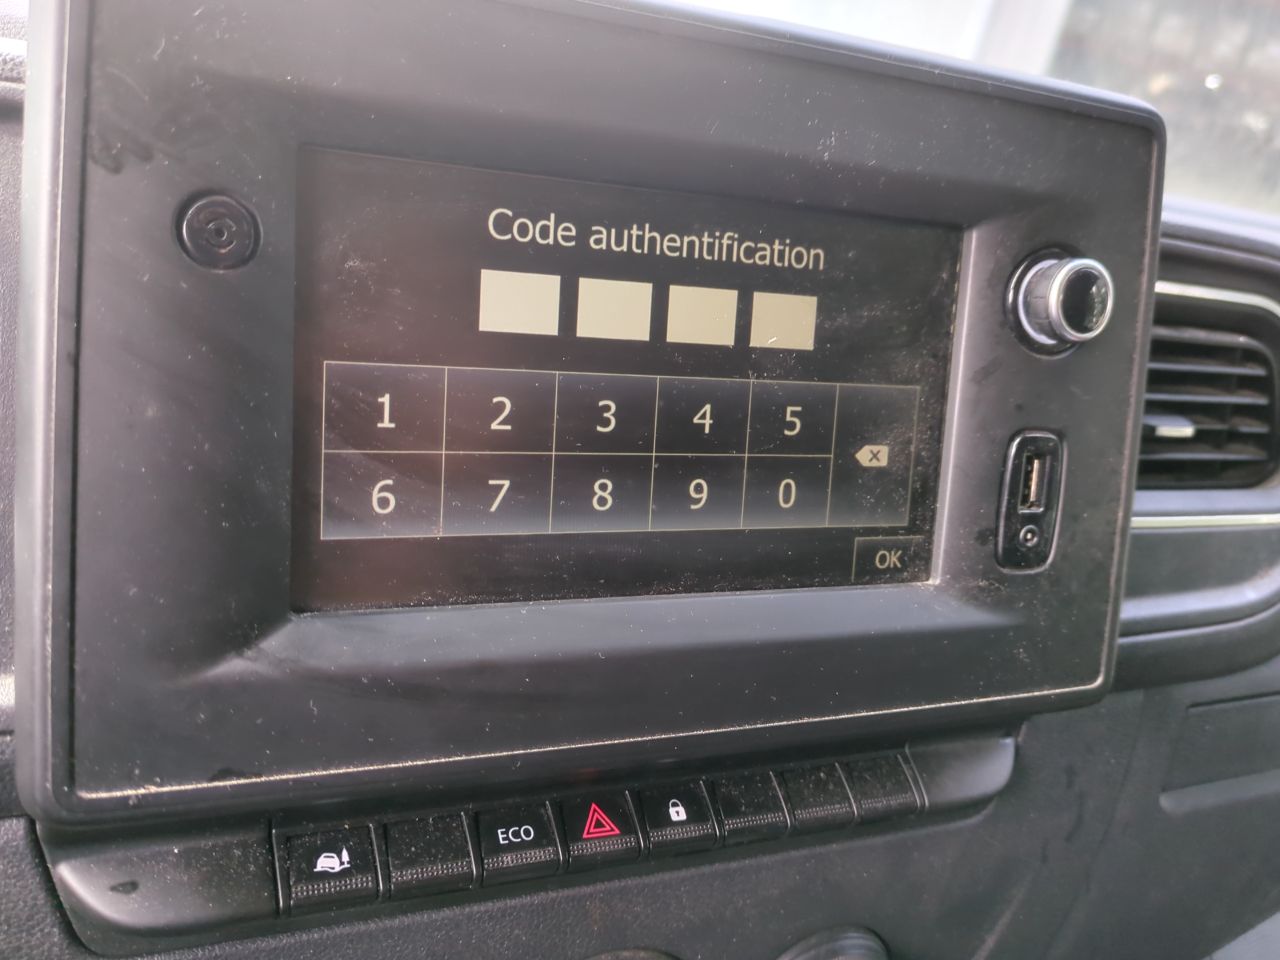 Code authentification
1 2 3 4 5
6 7 8 9 0
OK
ECO